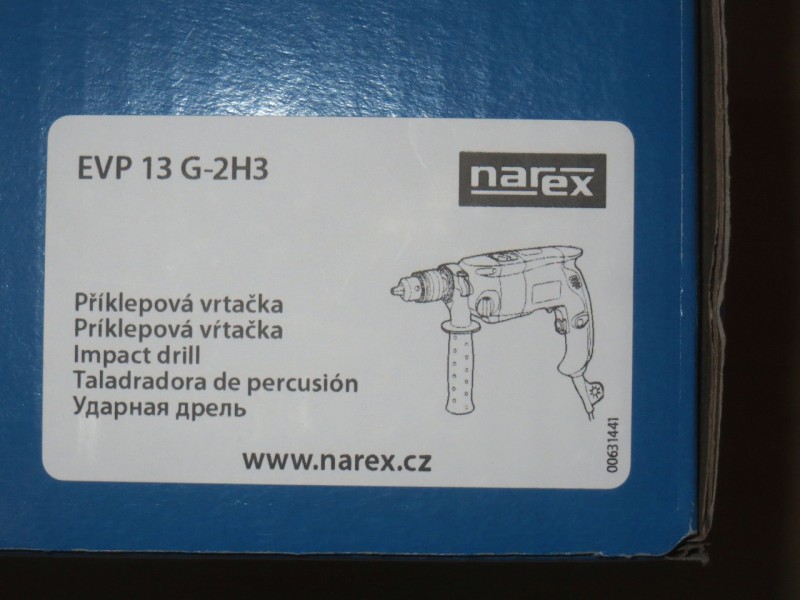 EVP 13 G-2H3
narex
Příklepová vrtačka
Príklepová vŕtačka
Impact drill
Taladradora de percusión
Ударная дрель
www.narex.cz
00631441